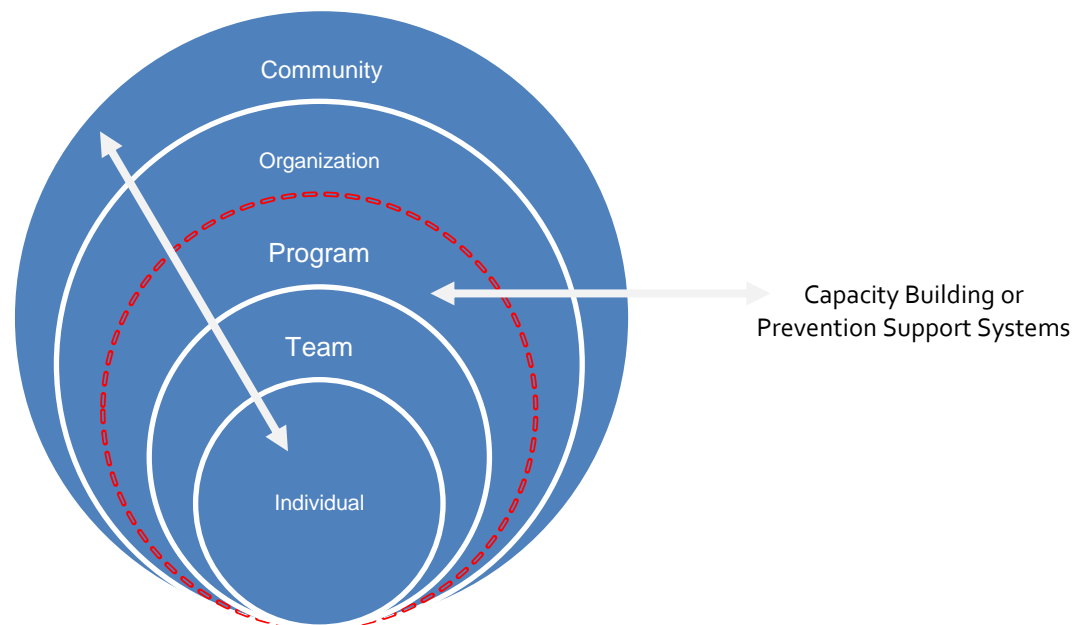 Community
Organization
Program
Team
Individual
Capacity Building or
Prevention Support Systems